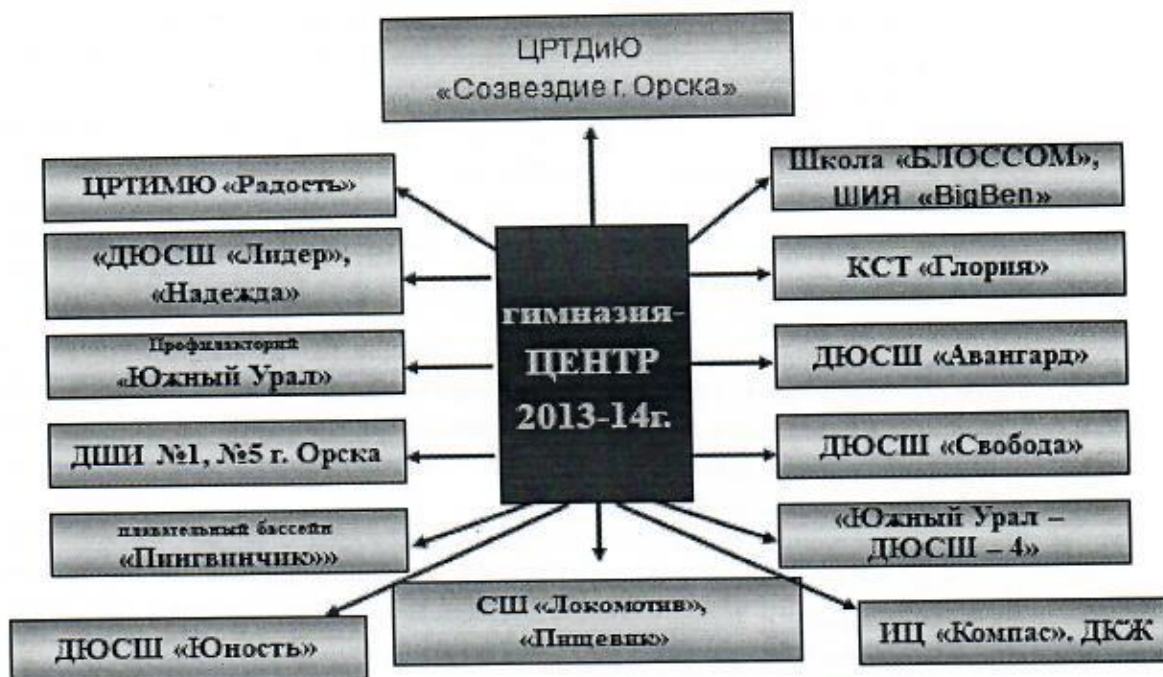 ЦРТДиЮ
«Созвездие г. Орска»
ЦРТИМЮ «Радость»
Школа «БЛОССОМ»,
ШИЯ «BigBen»
«ДЮСШ «Лидер»,
«Надежда»
КСТ «Глория»
гимназия-
ЦЕНТР
2013-14г.
Профилакторий
«Южный Урал»
ДЮСШ «Авангард»
ДШИ №1, №5 г. Орска
ДЮСШ «Свобода»
плавательный бассейн
«Пингвинчик»»
«Южный Урал –
ДЮСШ – 4»
ДЮСШ «Юность»
СШ «Локомотив»,
«Пищевик»
ИЦ «Компас». ДКЖ